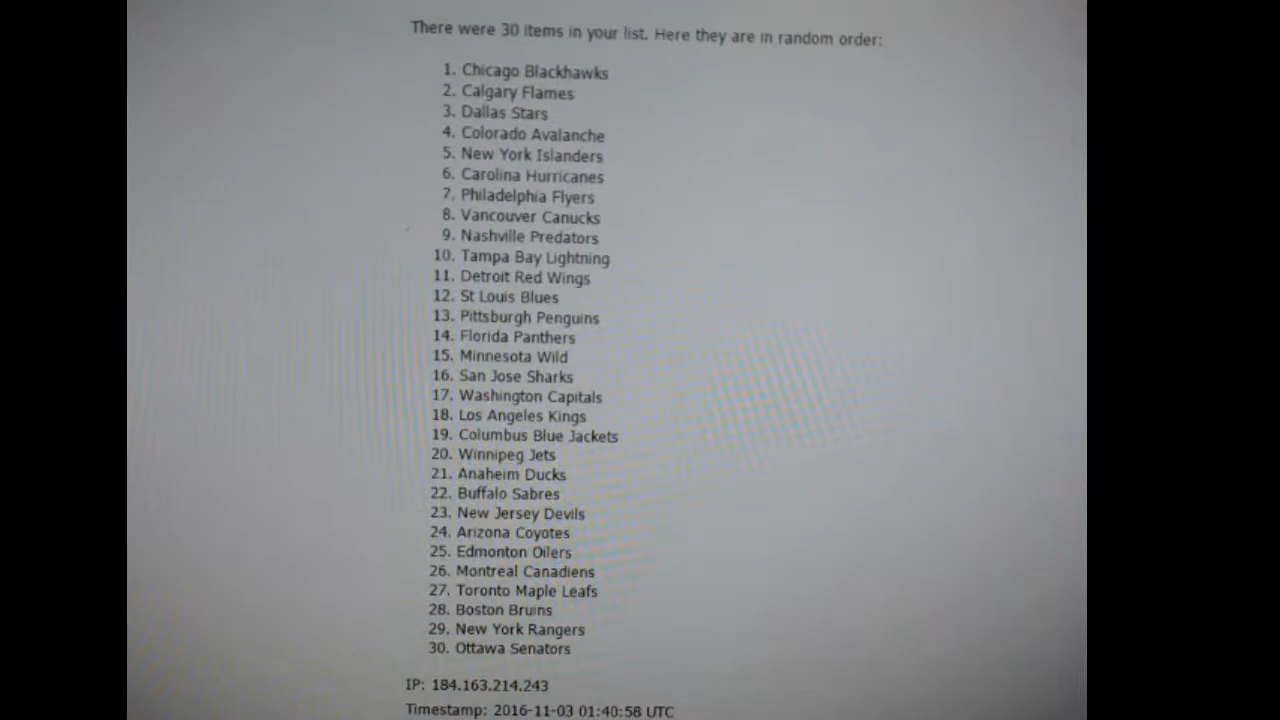 There were 30 items in your list. Here they are in random order:
1. Chicago Blackhawks
2. Calgary Flames
3. Dallas Stars
4. Colorado Avalanche
5. New York Islanders
6. Carolina Hurricanes
7. Philadelphia Flyers
8. Vancouver Canucks
9. Nashville Predators
10. Tampa Bay Lightning
11. Detroit Red Wings
12. St Louis Blues
13. Pittsburgh Penguins
14. Florida Panthers
15. Minnesota Wild
16. San Jose Sharks
17. Washington Capitals
18. Los Angeles Kings
19. Columbus Blue Jackets
20. Winnipeg Jets
21. Anaheim Ducks
22. Buffalo Sabres
23. New Jersey Devils
24. Arizona Coyotes
25. Edmonton Oilers
26. Montreal Canadiens
27. Toronto Maple Leafs
28. Boston Bruins
29. New York Rangers
30. Ottawa Senators
IP: 184.163.214.243
Timestamp: 2016-11-03 01:40:58 UTC